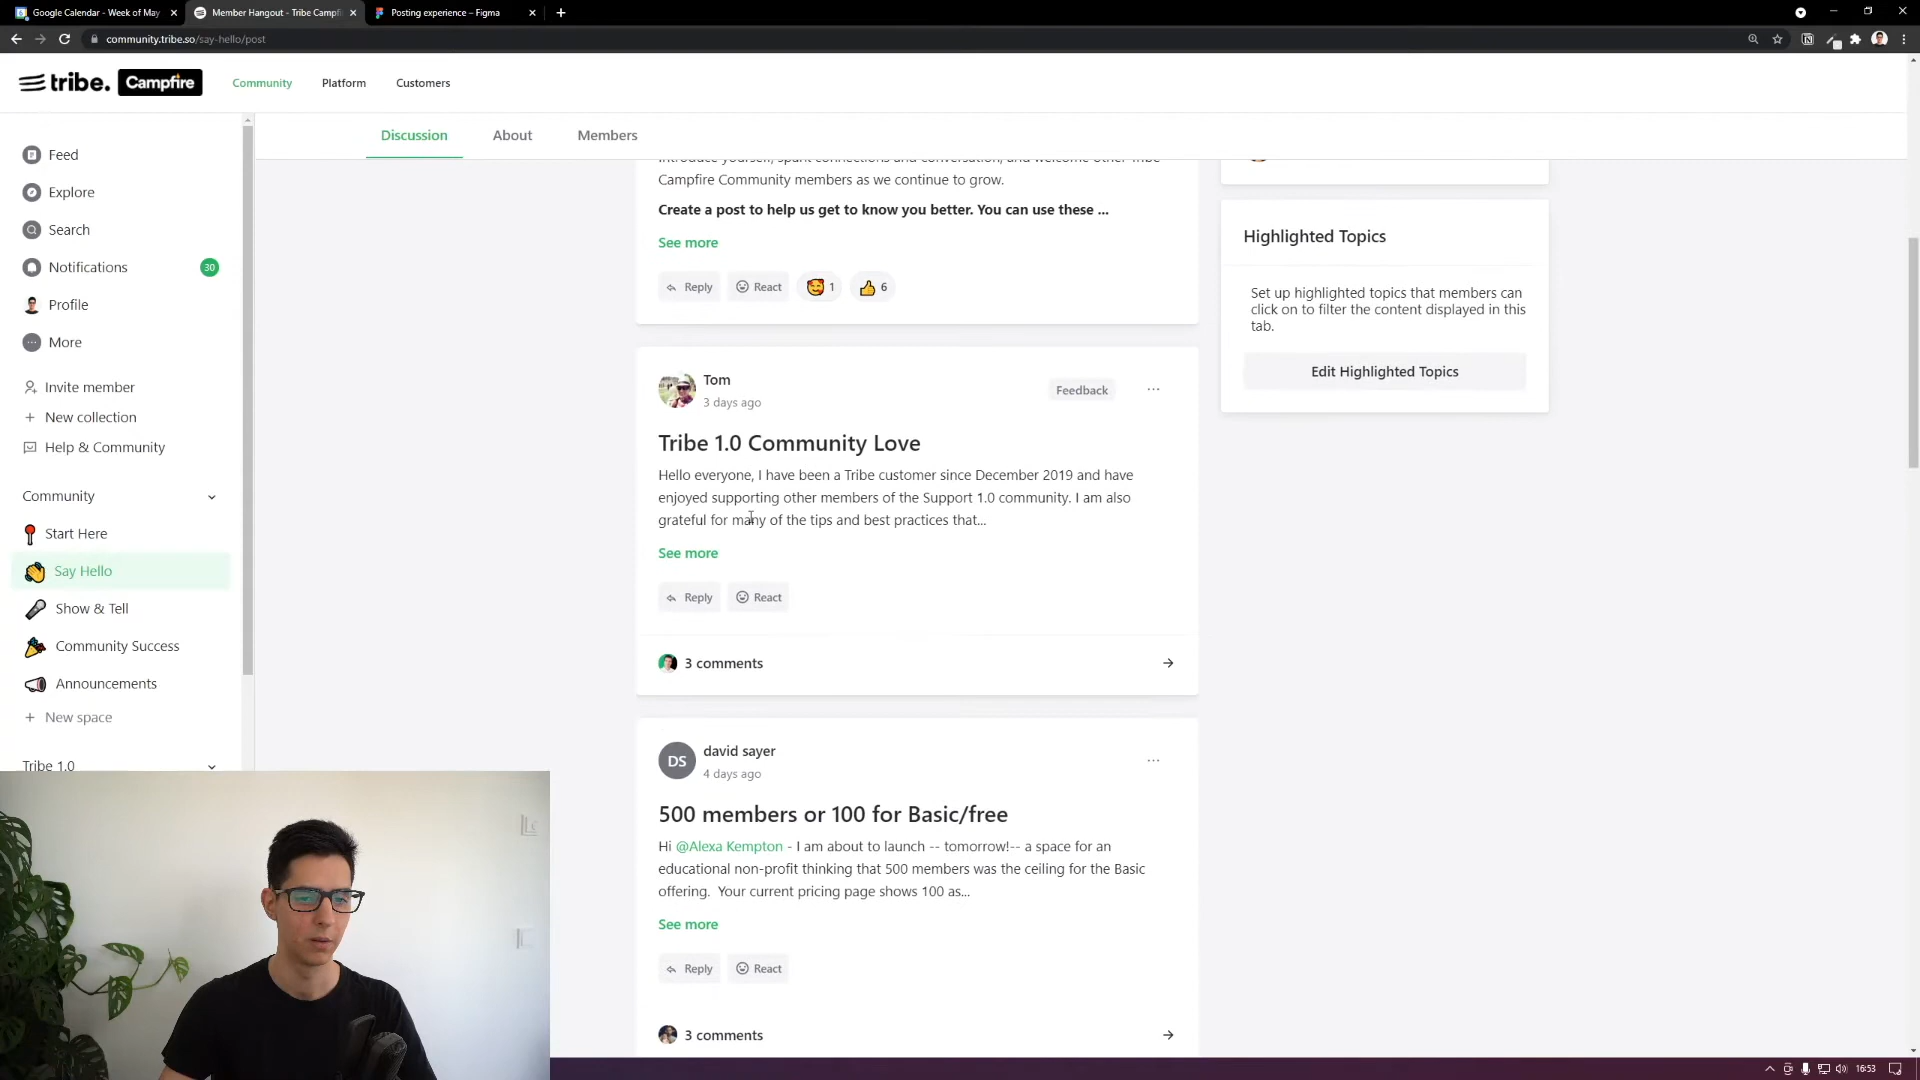 Google Calendar - Week of May
Member Hangout - Tribe Campfi
Posting experience – Figma
community.tribe.so/say-hello/post
tribe. Campfire
Community
Platform
Customers
Discussion
About
Members
Feed
Explore
Search
Notifications
30
Profile
More
Invite member
New collection
Help & Community
Community
Start Here
Say Hello
Show & Tell
Community Success
Announcements
New space
Tribe 1.0
Campfire Community members as we continue to grow.
Create a post to help us get to know you better. You can use these ...
See more
Reply
React
1
6
Tom
3 days ago
Feedback
Tribe 1.0 Community Love
Hello everyone, I have been a Tribe customer since December 2019 and have
enjoyed supporting other members of the Support 1.0 community. I am also
grateful for many of the tips and best practices that...
See more
Reply
React
3 comments
DS
david sayer
4 days ago
500 members or 100 for Basic/free
Hi @Alexa Kempton - I am about to launch -- tomorrow!-- a space for an
educational non-profit thinking that 500 members was the ceiling for the Basic
offering. Your current pricing page shows 100 as...
See more
Reply
React
3 comments
Highlighted Topics
Set up highlighted topics that members can
click on to filter the content displayed in this
tab.
Edit Highlighted Topics
16:53